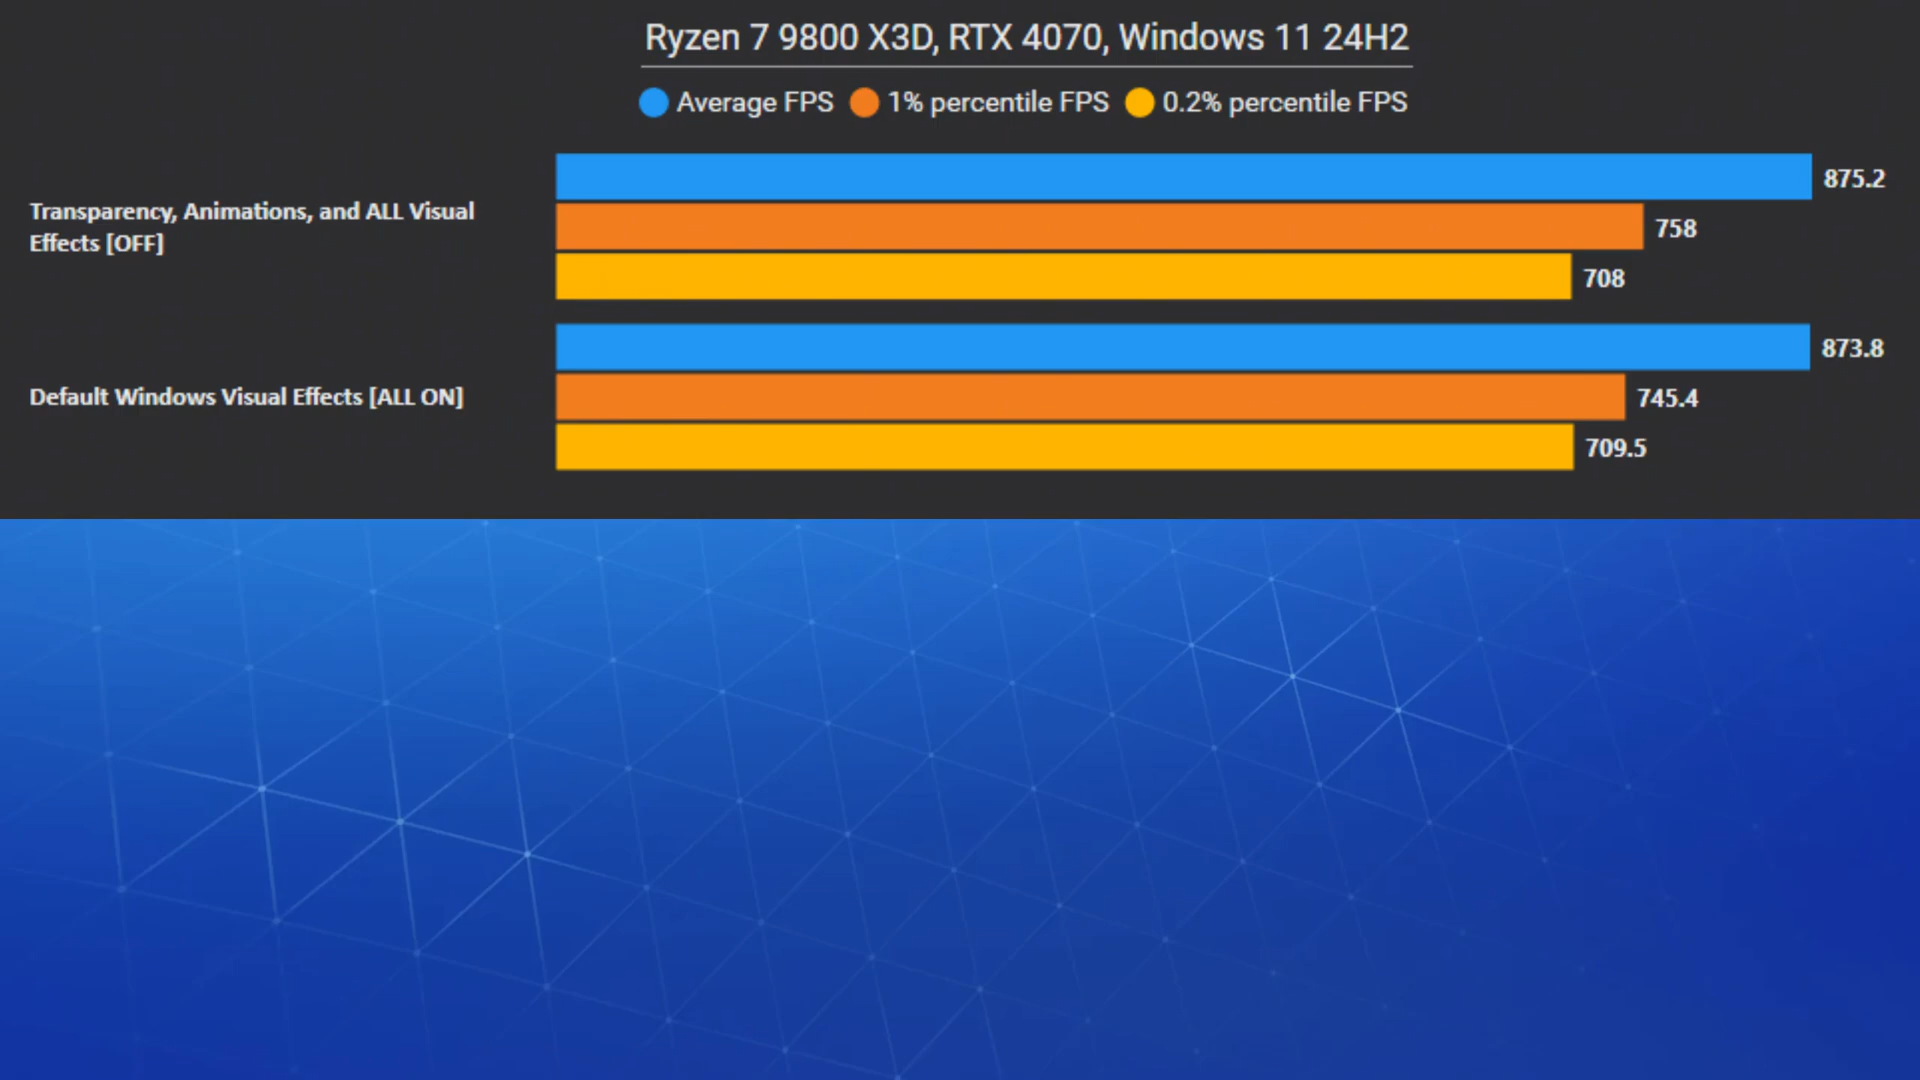 Ryzen 7 9800 X3D, RTX 4070, Windows 11 24H2
Average FPS 1% percentile FPS 0.2% percentile FPS
Transparency, Animations, and ALL Visual
Effects [OFF]
875.2
758
708
Default Windows Visual Effects [ALL ON]
873.8
745.4
709.5